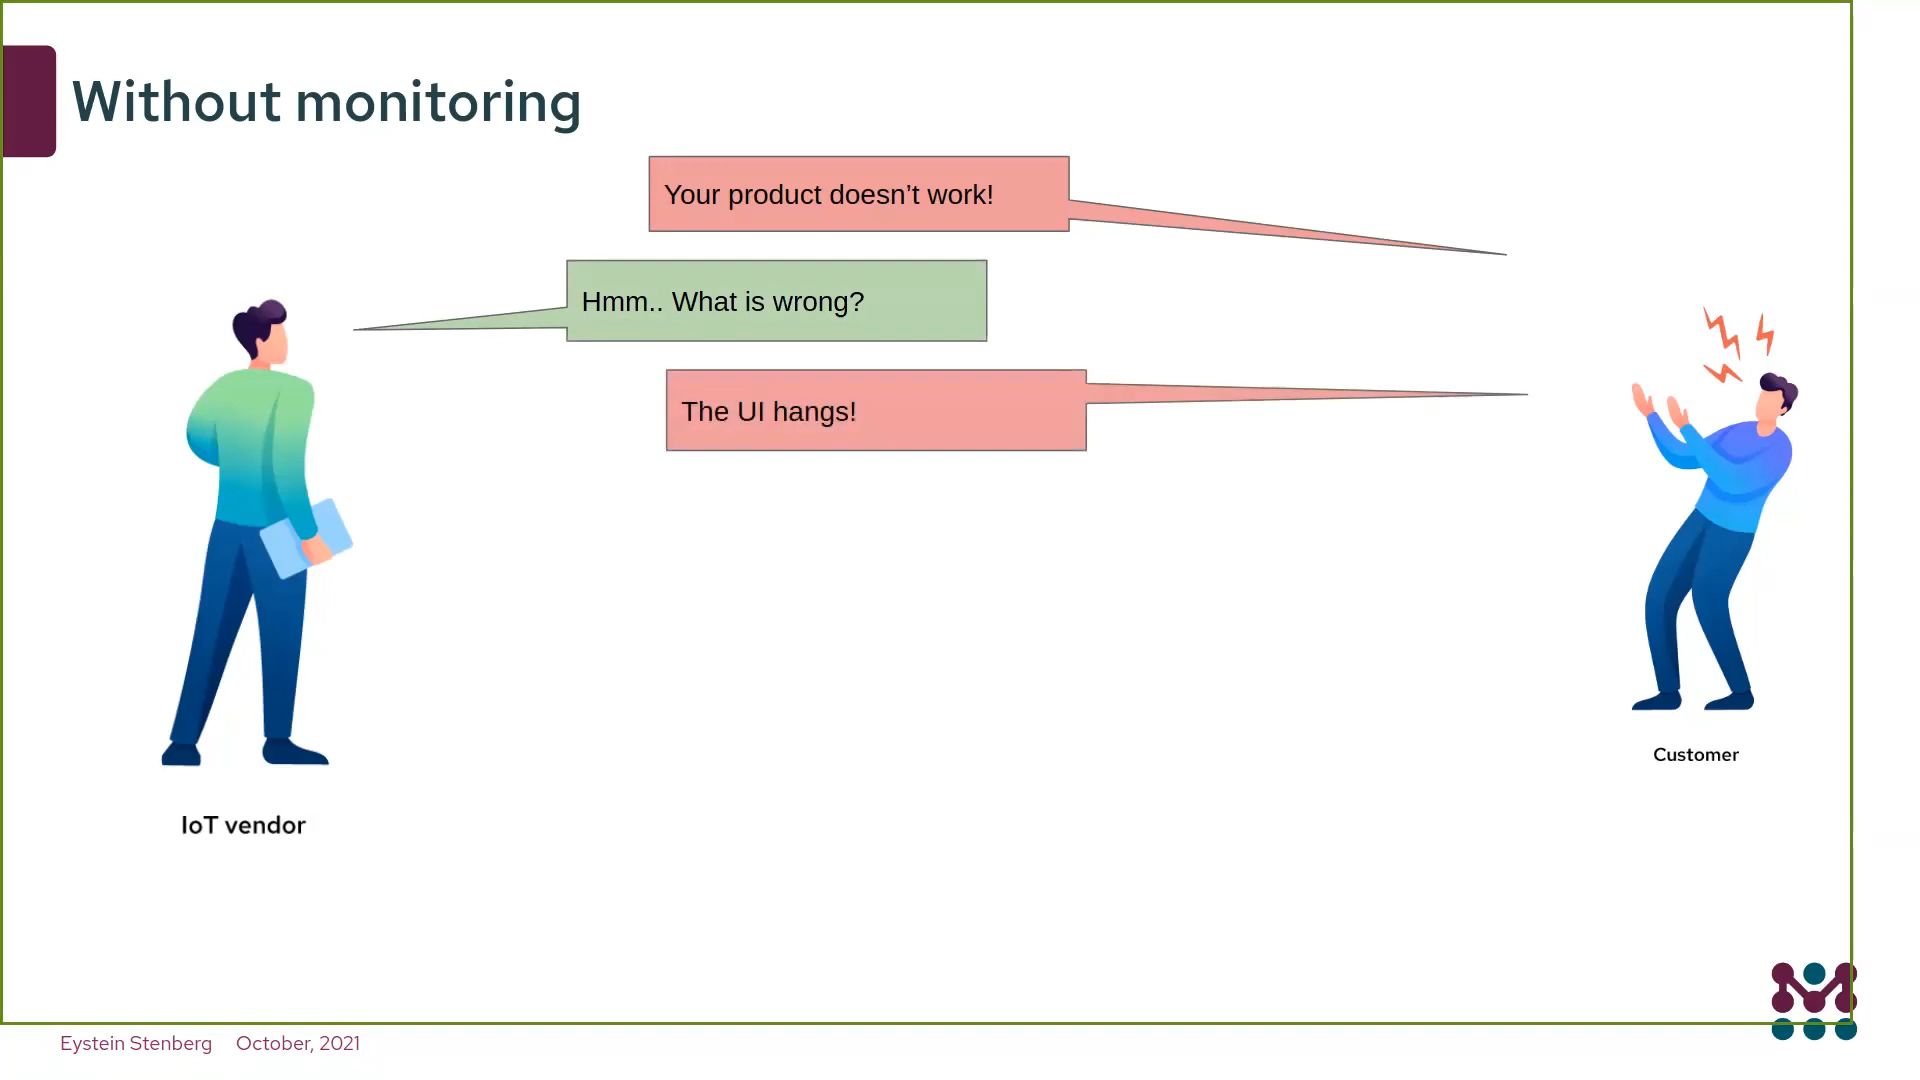 Without monitoring
Your product doesn’t work!
Hmm.. What is wrong?
The UI hangs!
Customer
IoT vendor
Eystein Stenberg October, 2021